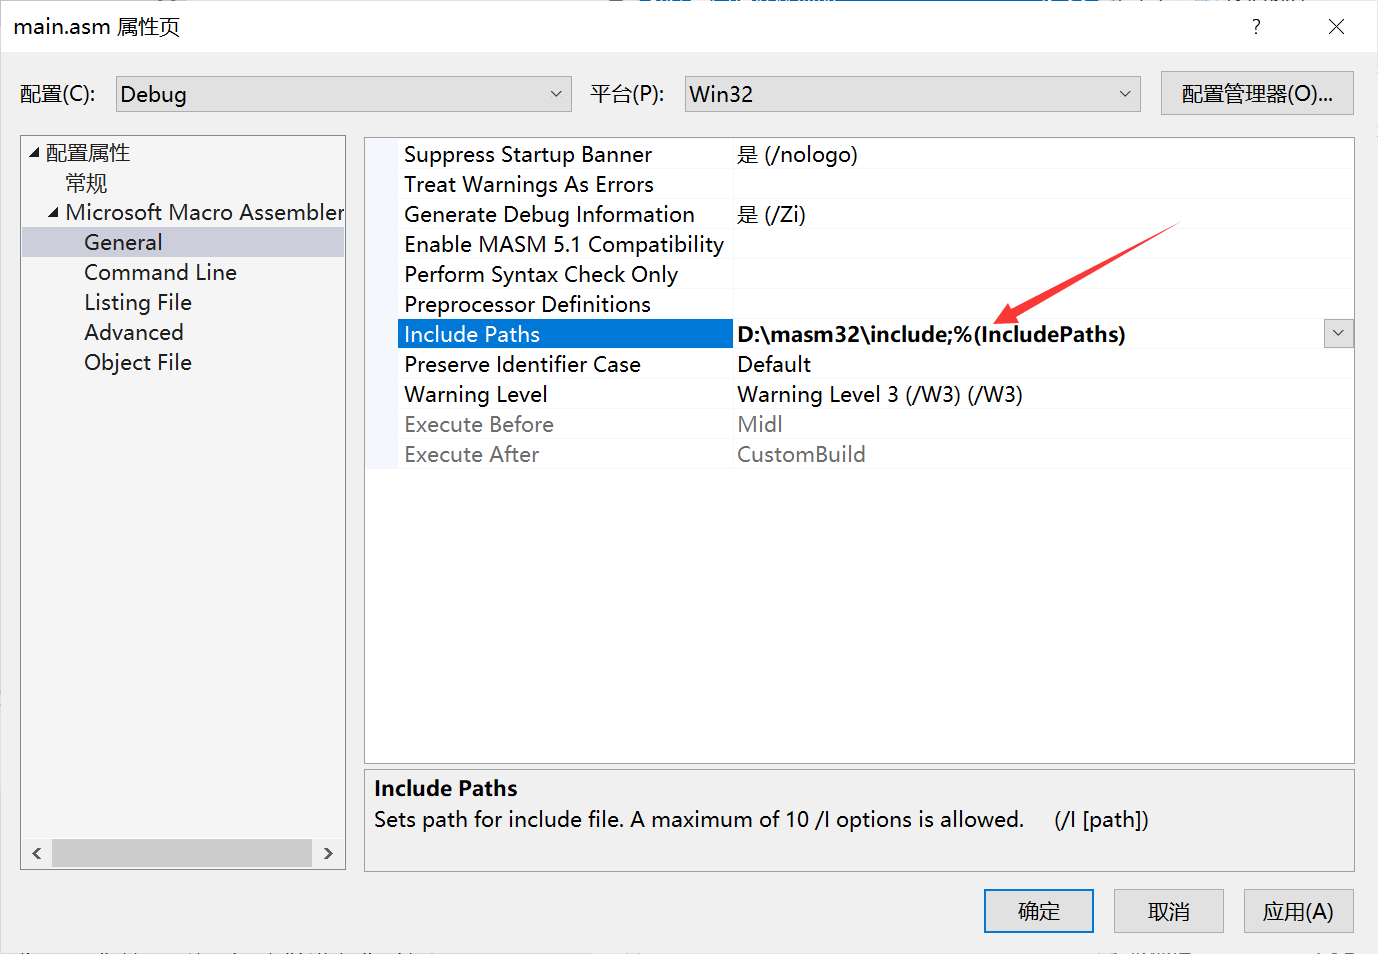 main.asm 属性页
?
配置(C): Debug 平台(P): Win32 配置管理器(O)...
配置属性
常规
Microsoft Macro Assembler
General
Command Line
Listing File
Advanced
Object File
Suppress Startup Banner 是 (/nologo)
Treat Warnings As Errors
Generate Debug Information 是 (/Zi)
Enable MASM 5.1 Compatibility
Perform Syntax Check Only
Preprocessor Definitions
Include Paths D:\masm32\include;%(IncludePaths)
Preserve Identifier Case Default
Warning Level Warning Level 3 (/W3) (/W3)
Execute Before Midl
Execute After CustomBuild
Include Paths
Sets path for include file. A maximum of 10 /I options is allowed. (/I [path])
确定 取消 应用(A)